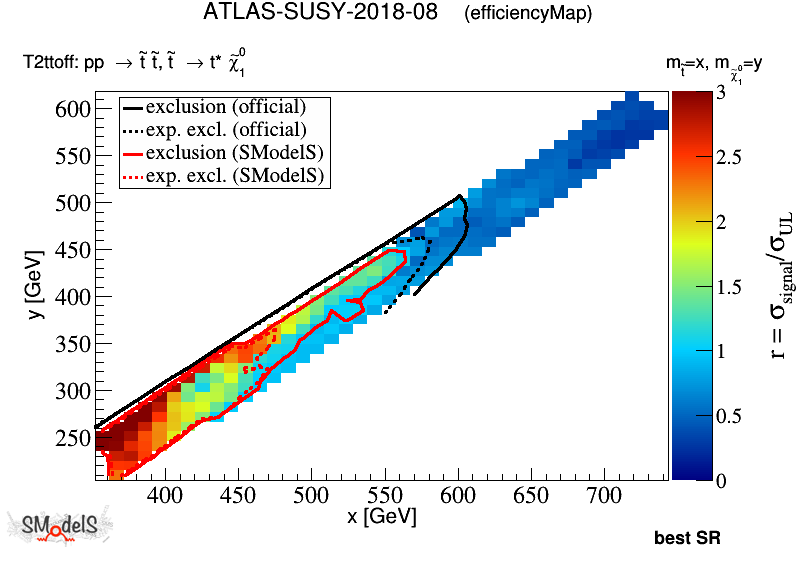 ATLAS-SUSY-2018-08 (efficiencyMap)
T2ttoff: pp → t̃ t̃, t̃ → t* χ̃⁰₁
m_t̃=x, m_χ̃⁰₁=y
exclusion (official)
exp. excl. (official)
exclusion (SModelS)
exp. excl. (SModelS)
600
550
500
450
400
350
300
250
y [GeV]
400 450 500 550 600 650 700
x [GeV]
3
2.5
2
1.5
1
0.5
0
r = σ_signal/σ_UL
SModelS
best SR